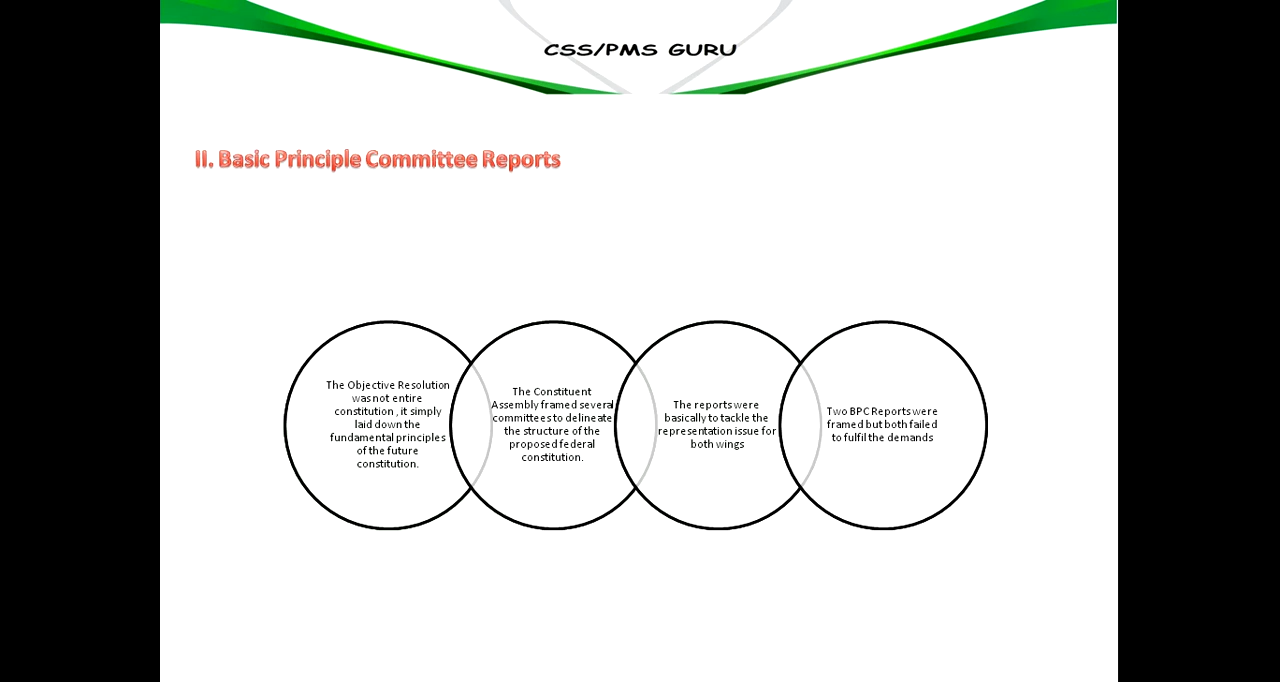 CSS/PMS GURU
II. Basic Principle Committee Reports
The Objective Resolution
was not entire
constitution , it simply
laid down the
fundamental principles
of the future
constitution.
The Constituent
Assembly framed several
committees to delineate
the structure of the
proposed federal
constitution.
The reports were
basically to tackle the
representation issue for
both wings
Two BPC Reports were
framed but both failed
to fulfil the demands